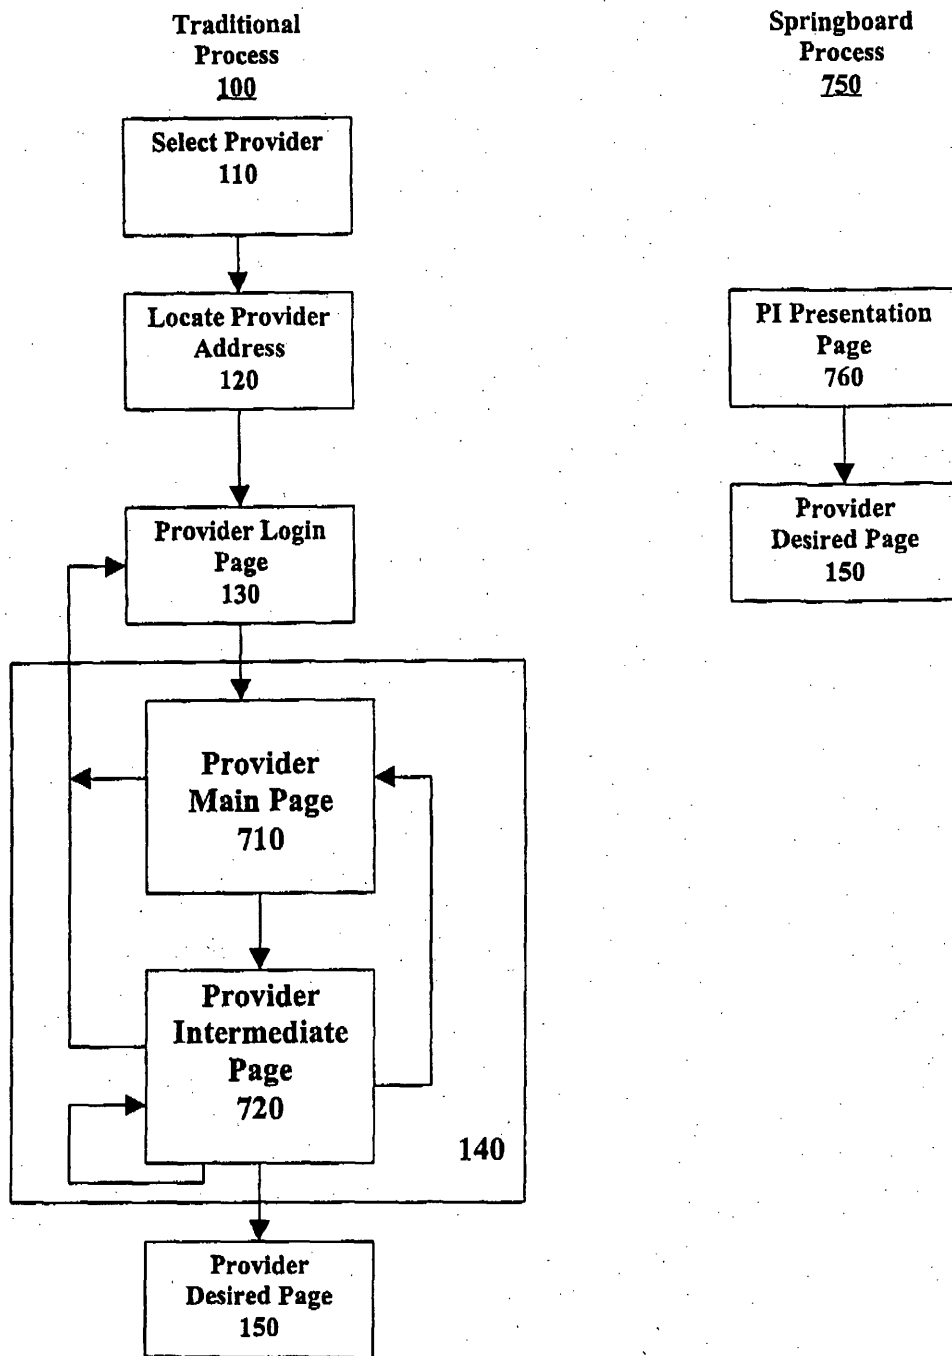 Traditional
Process
100
Select Provider
110
Locate Provider
Address
120
Provider Login
Page
130
Provider
Main Page
710
Provider
Intermediate
Page
720
140
Provider
Desired Page
150
Springboard
Process
750
PI Presentation
Page
760
Provider
Desired Page
150